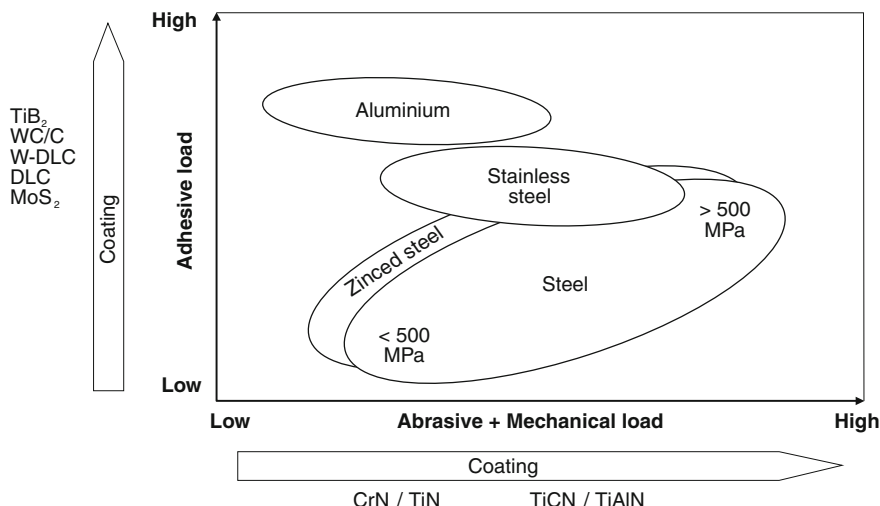 High
TiB₂
WC/C
W-DLC
DLC
MoS₂
Coating
Adhesive load
Aluminium
Stainless
steel
> 500
MPa
Zinced steel
Steel
< 500
MPa
Low
Low
Abrasive + Mechanical load
High
Coating
CrN / TiN
TiCN / TiAlN